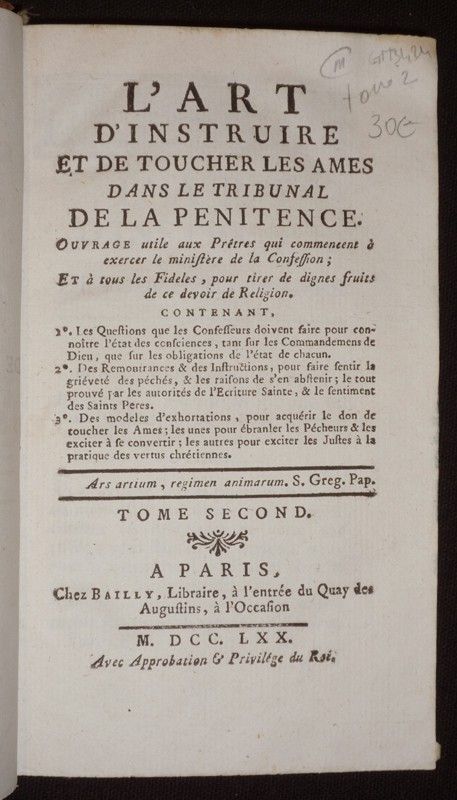 tome 2
30€
L'ART
D'INSTRUIRE
ET DE TOUCHER LES AMES
DANS LE TRIBUNAL
DE LA PENITENCE.
OUVRAGE utile aux Prêtres qui commencent à
exercer le miniſtère de la Confeſſion ;
ET à tous les Fideles , pour tirer de dignes fruits
de ce devoir de Religion.
CONTENANT,
1°. Les Queſtions que les Confeſſeurs doivent faire pour con-
noître l'état des conſciences , tant ſur les Commandemens de
Dieu, que ſur les obligations de l'état de chacun.
2°. Des Remontrances & des Inſtructions, pour faire ſentir la
griéveté des péchés, & les raiſons de s'en abſtenir ; le tout
prouvé par les autorités de l'Ecriture Sainte , & le ſentiment
des Saints Peres.
3°. Des modeles d'exhortations , pour acquérir le don de
toucher les Ames ; les unes pour ébranler les Pécheurs & les
exciter à ſe convertir ; les autres pour exciter les Juſtes à la
pratique des vertus chrétiennes.
Ars artium , regimen animarum. S. Greg. Pap.
TOME SECOND.
A PARIS,
Chez BAILLY, Libraire, à l'entrée du Quay des
Auguſtins, à l'Occaſion
M. DCC. LXX.
Avec Approbation & Privilége du Roi.